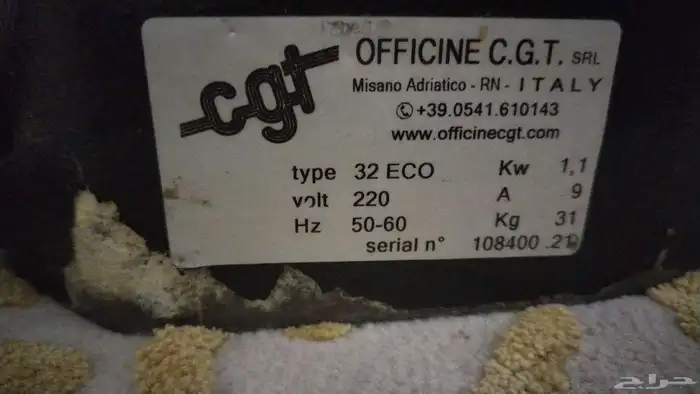 cgt
OFFICINE C.G.T. SRL
Misano Adriatico - RN - ITALY
✆+39.0541.610143
www.officinecgt.com
type 32 ECO Kw 1,1
volt 220 A 9
Hz 50-60 Kg 31
serial n° 108400
حراج